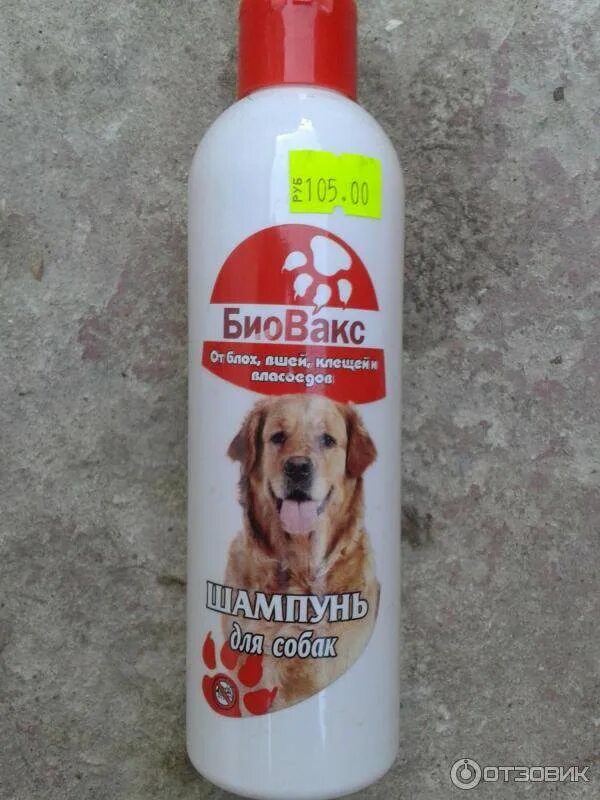 РУБ 105.00
БиоВакс
От блох, вшей, клещей и
власоедов
ШАМПУНЬ
для собак
ОТЗОВИК